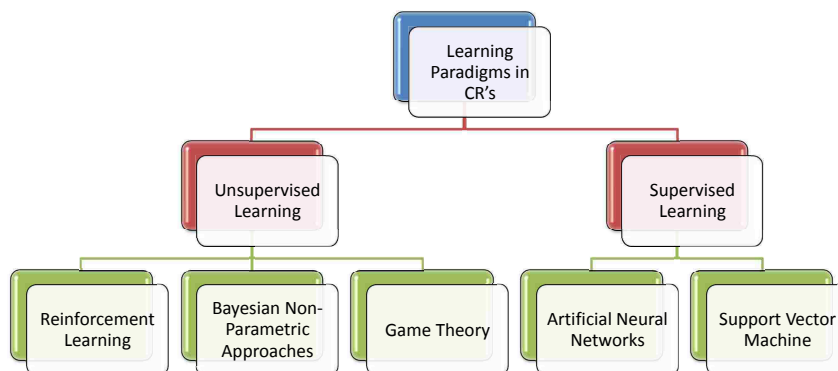 Learning
Paradigms in
CR's
Unsupervised
Learning
Supervised
Learning
Reinforcement
Learning
Bayesian Non-
Parametric
Approaches
Game Theory
Artificial Neural
Networks
Support Vector
Machine